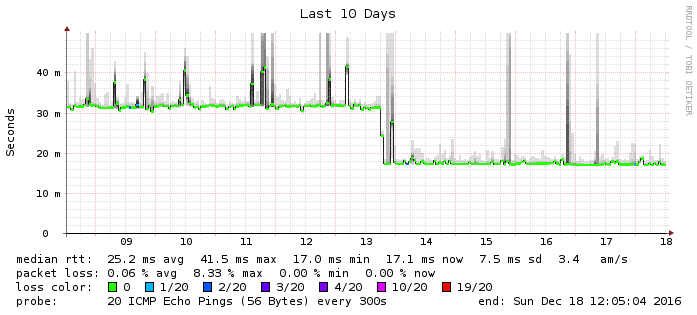 Last 10 Days
RRDTOOL / TOBI OETIKER
Seconds
40 m
30 m
20 m
10 m
0
09 10 11 12 13 14 15 16 17 18
median rtt: 25.2 ms avg 41.5 ms max 17.0 ms min 17.1 ms now 7.5 ms sd 3.4 am/s
packet loss: 0.06 % avg 8.33 % max 0.00 % min 0.00 % now
loss color: 0 1/20 2/20 3/20 4/20 10/20 19/20
probe: 20 ICMP Echo Pings (56 Bytes) every 300s end: Sun Dec 18 12:05:04 2016